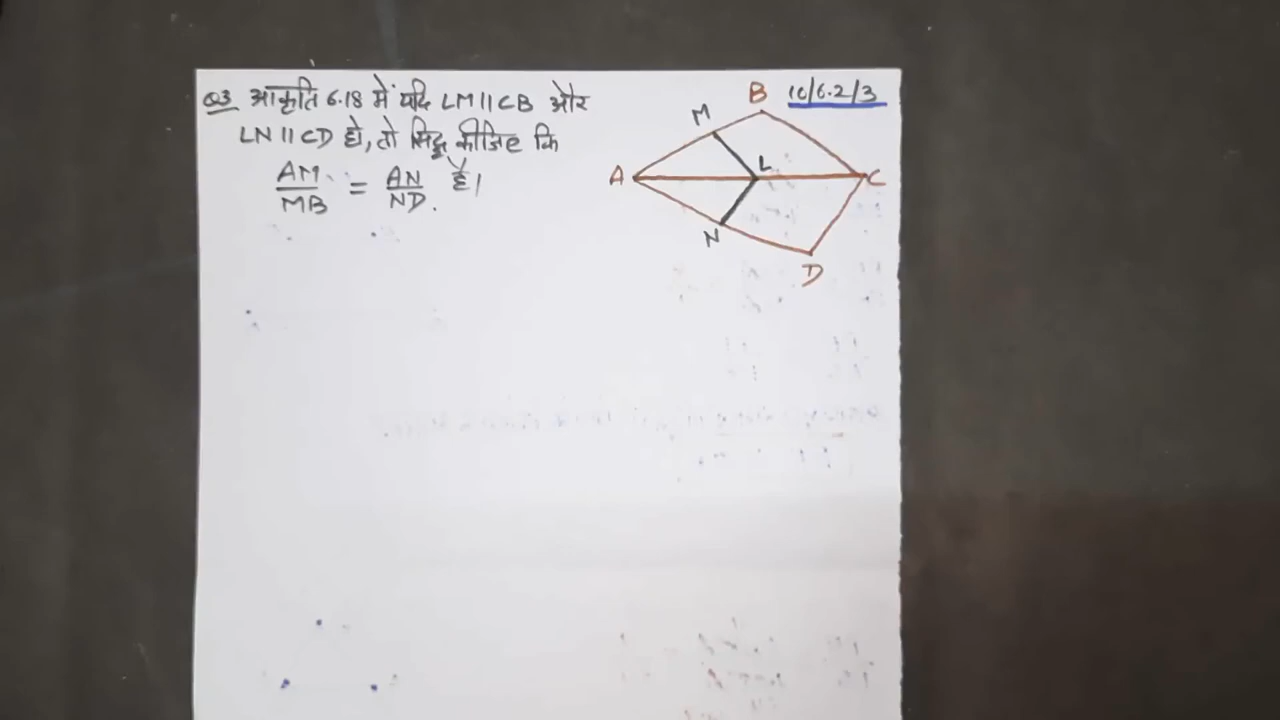 Q3 आकृति 6.18 में यदि LM||CB और
LN||CD हो, तो सिद्ध कीजिए कि
AM/MB = AN/ND है।
10/6.2/3
B
M
L
A
C
N
D